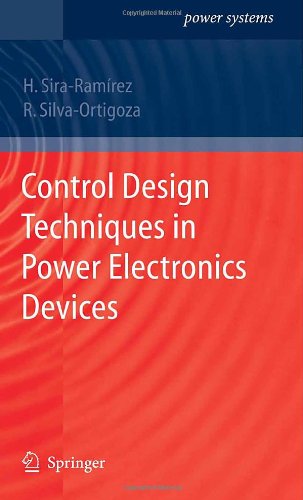 power systems
H. Sira-Ramírez
R. Silva-Ortigoza
Control Design
Techniques in
Power Electronics
Devices
Springer